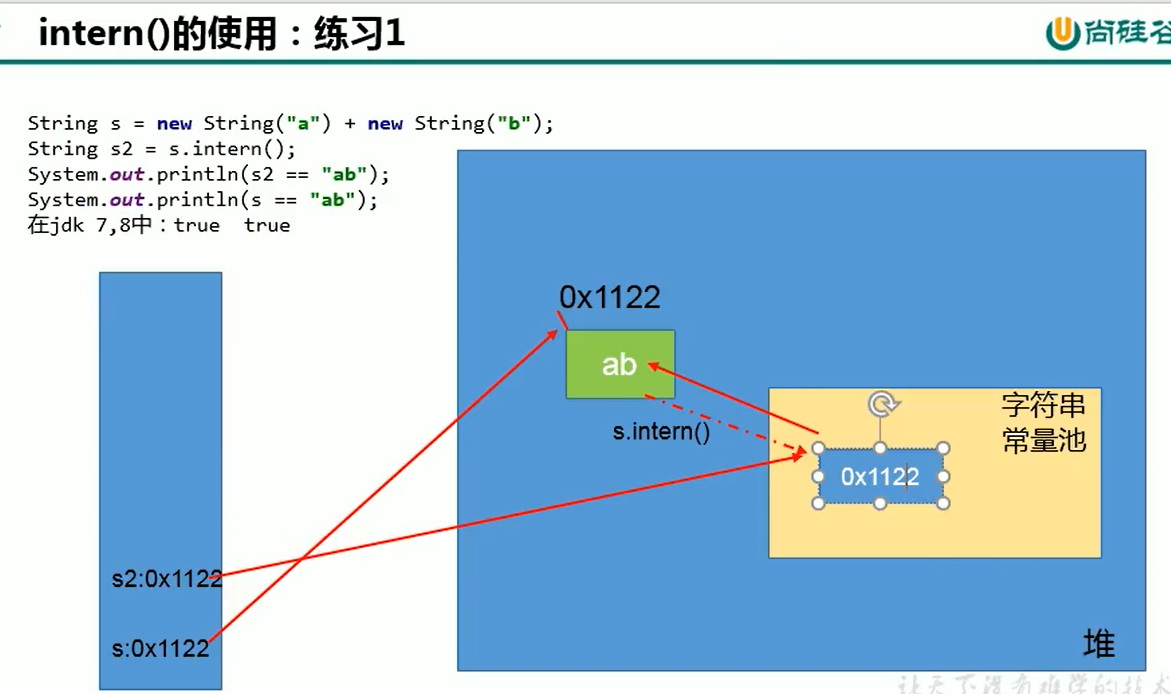 intern()的使用：练习1
尚硅谷
String s = new String("a") + new String("b");
String s2 = s.intern();
System.out.println(s2 == "ab");
System.out.println(s == "ab");
在jdk 7,8中：true  true
0x1122
ab
s.intern()
字符串
常量池
0x1122
s2:0x1122
s:0x1122
堆
让天下没有难学的技术